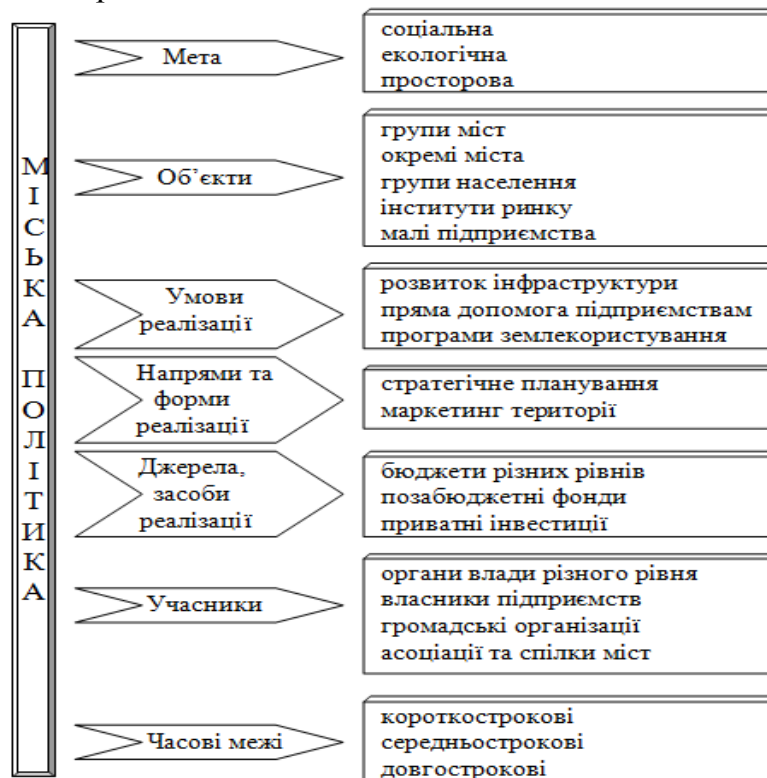 МІСЬКА ПОЛІТИКА
Мета
соціальна
екологічна
просторова
Об’єкти
групи міст
окремі міста
групи населення
інститути ринку
малі підприємства
Умови
реалізації
розвиток інфраструктури
пряма допомога підприємствам
програми землекористування
Напрями та
форми
реалізації
стратегічне планування
маркетинг території
Джерела,
засоби
реалізації
бюджети різних рівнів
позабюджетні фонди
приватні інвестиції
Учасники
органи влади різного рівня
власники підприємств
громадські організації
асоціації та спілки міст
Часові межі
короткострокові
середньострокові
довгострокові